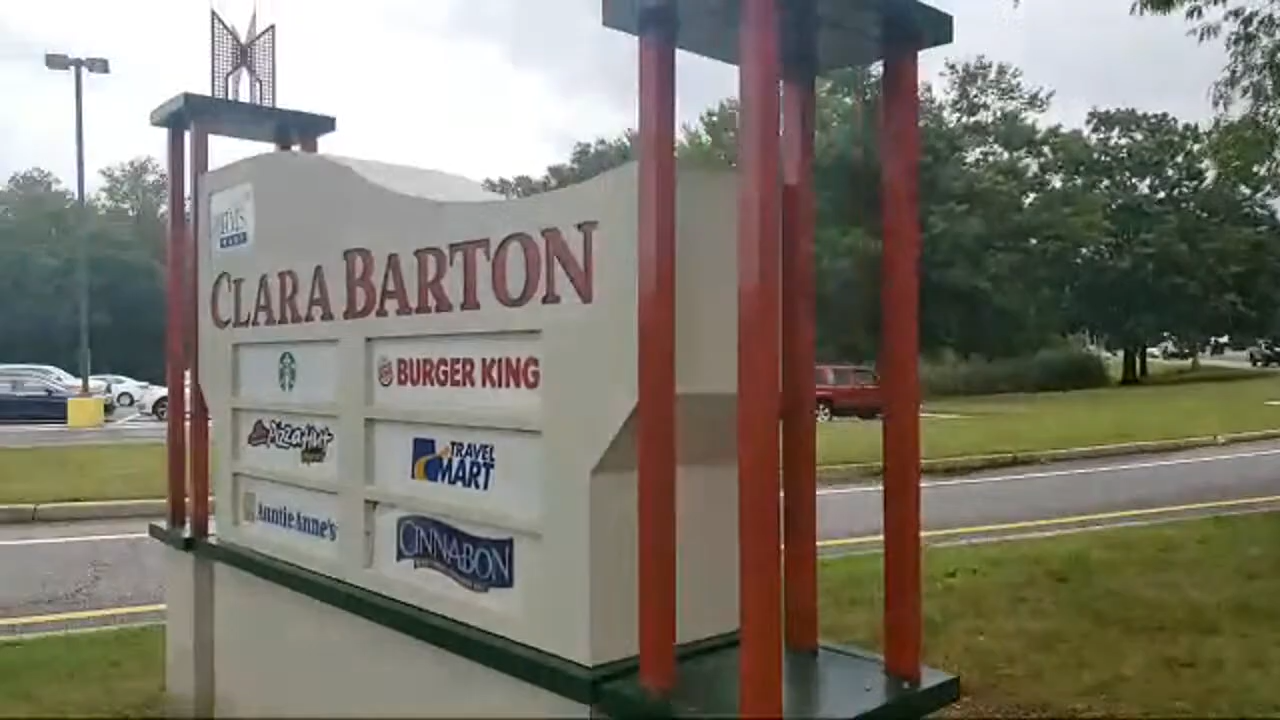 CLARA BARTON
BURGER KING
Pizza Hut
TRAVEL
MART
Auntie Anne's
CINNABON